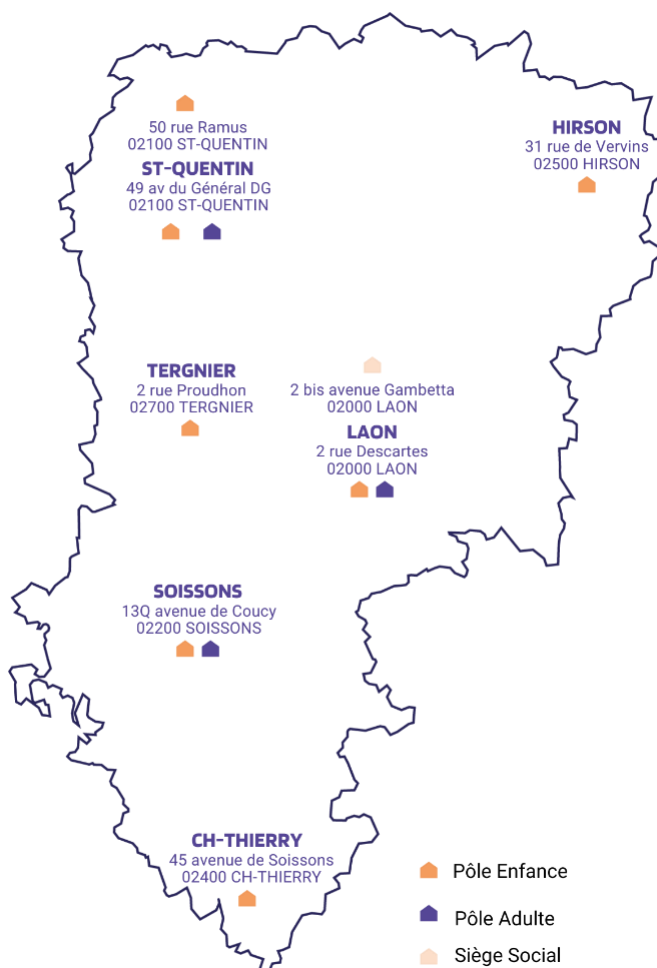 50 rue Ramus
02100 ST-QUENTIN
ST-QUENTIN
49 av du Général DG
02100 ST-QUENTIN
HIRSON
31 rue de Vervins
02500 HIRSON
TERGNIER
2 rue Proudhon
02700 TERGNIER
2 bis avenue Gambetta
02000 LAON
LAON
2 rue Descartes
02000 LAON
SOISSONS
13Q avenue de Coucy
02200 SOISSONS
CH-THIERRY
45 avenue de Soissons
02400 CH-THIERRY
Pôle Enfance
Pôle Adulte
Siège Social